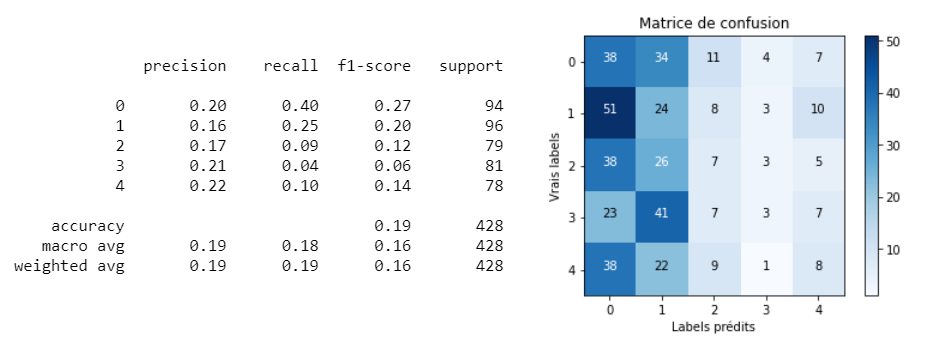 precision recall f1-score support
0 0.20 0.40 0.27 94
1 0.16 0.25 0.20 96
2 0.17 0.09 0.12 79
3 0.21 0.04 0.06 81
4 0.22 0.10 0.14 78
accuracy 0.19 428
macro avg 0.19 0.18 0.16 428
weighted avg 0.19 0.19 0.16 428
Matrice de confusion
Vrais labels
0 38 34 11 4 7
1 51 24 8 3 10
2 38 26 7 3 5
3 23 41 7 3 7
4 38 22 9 1 8
0 1 2 3 4
Labels prédits
50
40
30
20
10